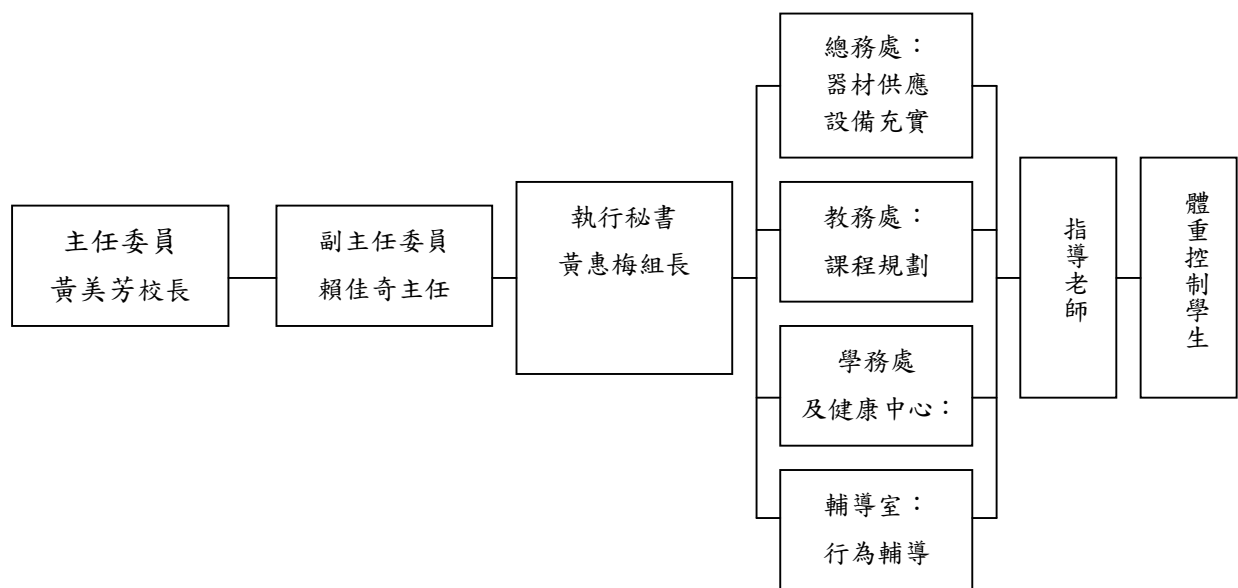 主任委員
黃美芳校長
副主任委員
賴佳奇主任
執行秘書
黃惠梅組長
總務處：
器材供應
設備充實
教務處：
課程規劃
學務處
及健康中心：
輔導室：
行為輔導
指導老師
體重控制學生